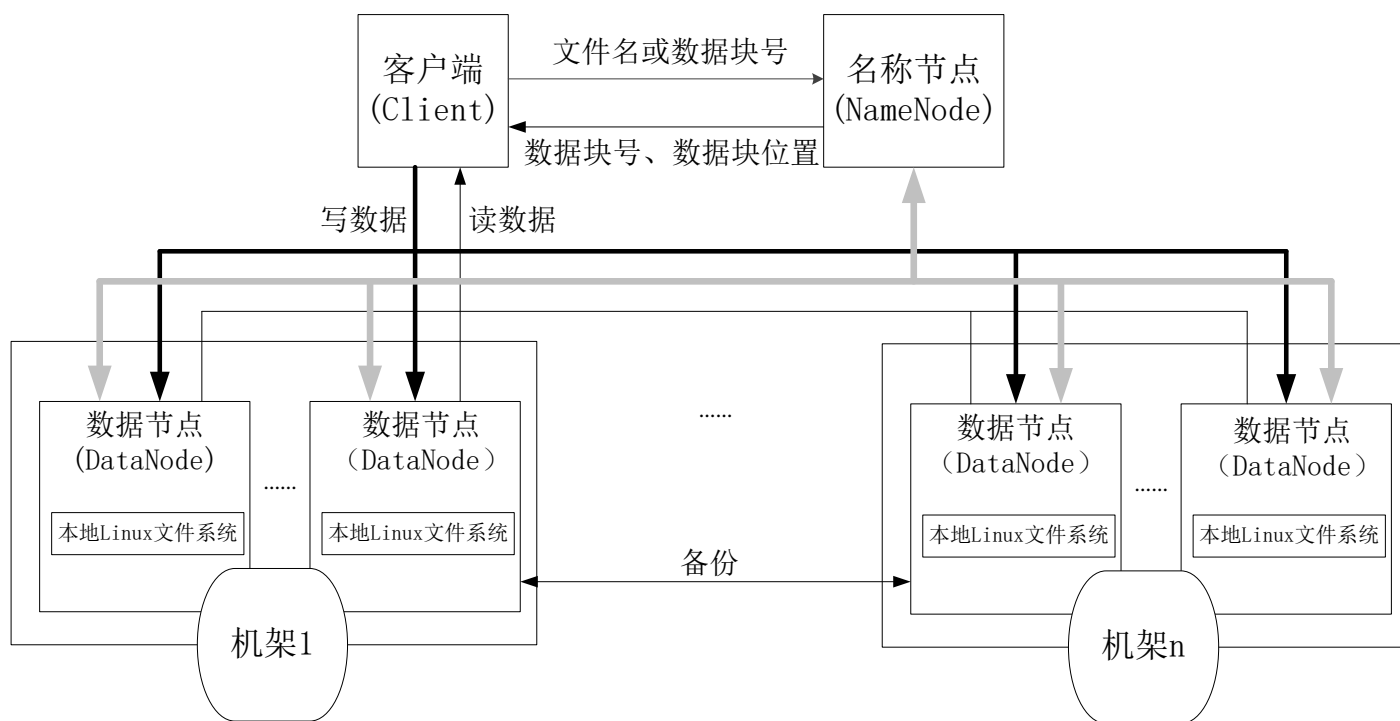 客户端
(Client)
文件名或数据块号
名称节点
(NameNode)
数据块号、数据块位置
写数据
读数据
数据节点
(DataNode)
......
数据节点
（DataNode）
......
数据节点
（DataNode）
......
数据节点
（DataNode）
本地Linux文件系统
本地Linux文件系统
本地Linux文件系统
本地Linux文件系统
备份
机架1
机架n